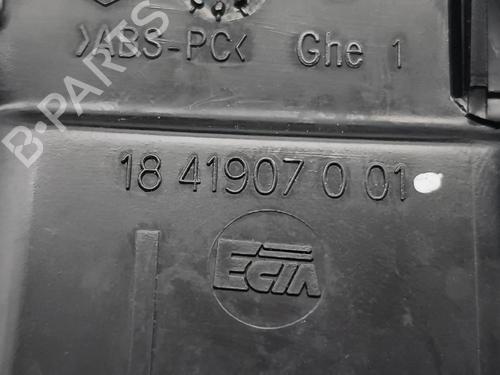 >ABS-PC< Ghe 1
18 41907 0 01
ECIA
B-PARTS